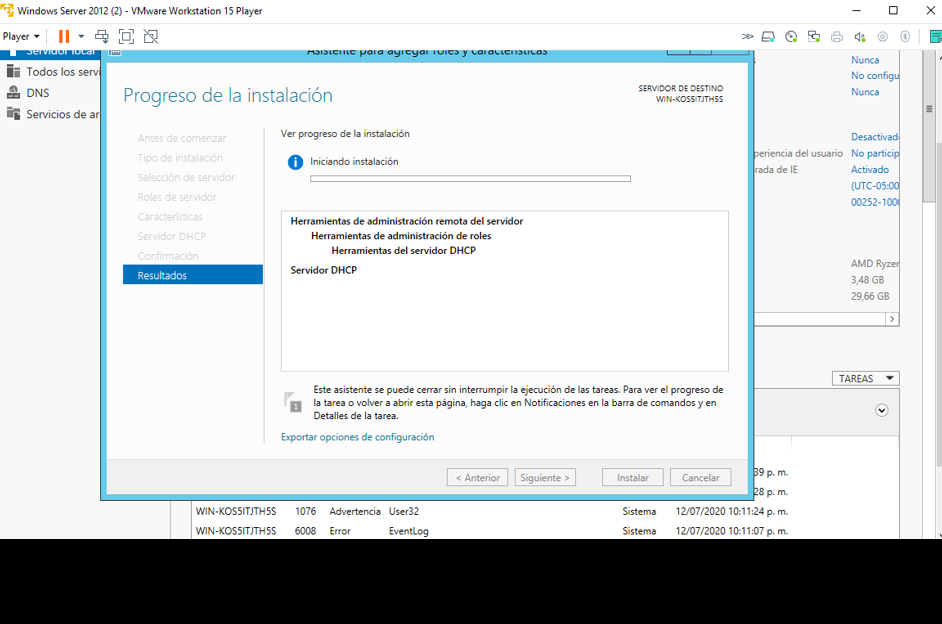 Windows Server 2012 (2) - VMware Workstation 15 Player
Player
Servidor local
Todos los servi
DNS
Servicios de ar
Asistente para agregar roles y características
Progreso de la instalación
SERVIDOR DE DESTINO
WIN-KOS5ITJTH5S
Antes de comenzar
Tipo de instalación
Selección de servidor
Roles de servidor
Características
Servidor DHCP
Confirmación
Resultados
Ver progreso de la instalación
Iniciando instalación
Herramientas de administración remota del servidor
Herramientas de administración de roles
Herramientas del servidor DHCP
Servidor DHCP
1
Este asistente se puede cerrar sin interrumpir la ejecución de las tareas. Para ver el progreso de
la tarea o volver a abrir esta página, haga clic en Notificaciones en la barra de comandos y en
Detalles de la tarea.
Exportar opciones de configuración
< Anterior
Siguiente >
Instalar
Cancelar
Nunca
No configu
Nunca
Desactivad
periencia del usuario No particip
rada de IE Activado
(UTC-05:00
00252-1000
AMD Ryzen
3,48 GB
29,66 GB
TAREAS
39 p. m.
28 p. m.
WIN-KOS5ITJTH5S 1076 Advertencia User32 Sistema 12/07/2020 10:11:24 p. m.
WIN-KOS5ITJTH5S 6008 Error EventLog Sistema 12/07/2020 10:11:07 p. m.